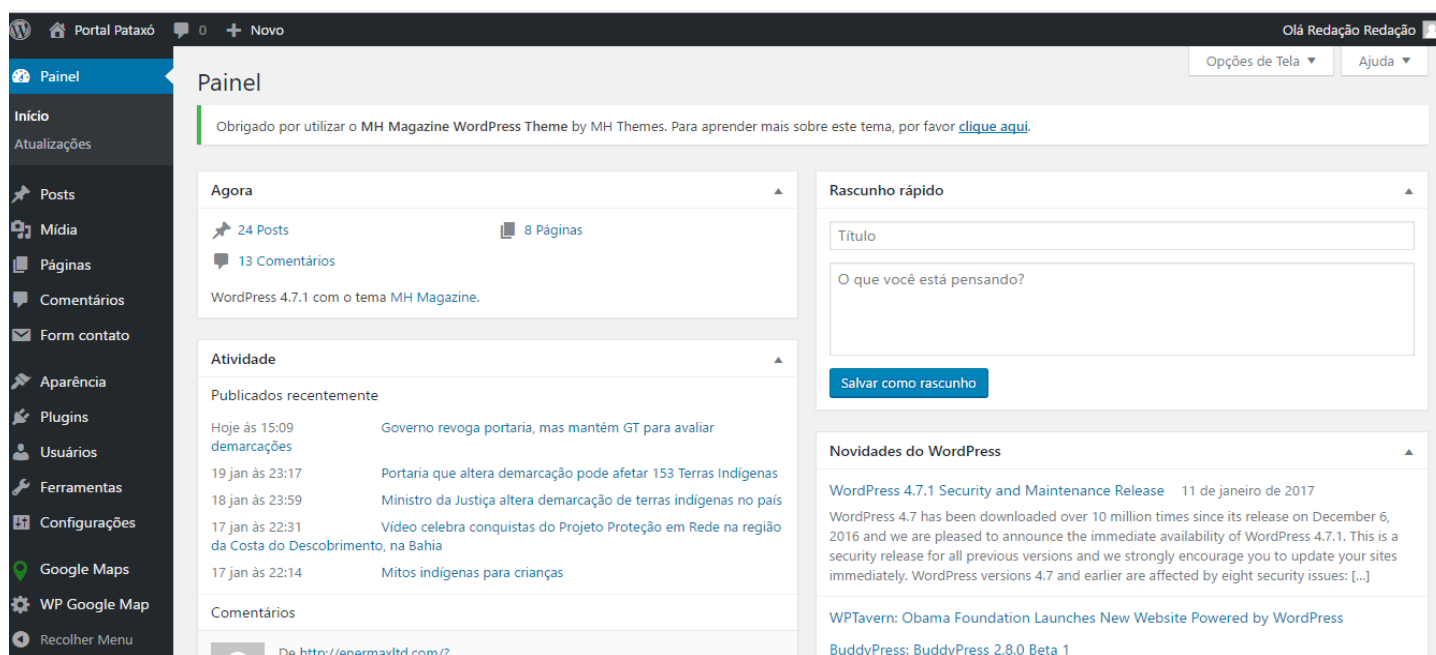 Portal Pataxó 0 + Novo Olá Redação Redação
Opções de Tela ▼ Ajuda ▼
Painel
Início
Atualizações
Posts
Mídia
Páginas
Comentários
Form contato
Aparência
Plugins
Usuários
Ferramentas
Configurações
Google Maps
WP Google Map
Recolher Menu
Painel
Obrigado por utilizar o MH Magazine WordPress Theme by MH Themes. Para aprender mais sobre este tema, por favor clique aqui.
Agora
24 Posts 8 Páginas
13 Comentários
WordPress 4.7.1 com o tema MH Magazine.
Atividade
Publicados recentemente
Hoje às 15:09 Governo revoga portaria, mas mantém GT para avaliar
demarcações
19 jan às 23:17 Portaria que altera demarcação pode afetar 153 Terras Indígenas
18 jan às 23:59 Ministro da Justiça altera demarcação de terras indígenas no país
17 jan às 22:31 Vídeo celebra conquistas do Projeto Proteção em Rede na região
da Costa do Descobrimento, na Bahia
17 jan às 22:14 Mitos indígenas para crianças
Comentários
De http://enermaxltd.com/?
Rascunho rápido
Título
O que você está pensando?
Salvar como rascunho
Novidades do WordPress
WordPress 4.7.1 Security and Maintenance Release 11 de janeiro de 2017
WordPress 4.7 has been downloaded over 10 million times since its release on December 6,
2016 and we are pleased to announce the immediate availability of WordPress 4.7.1. This is a
security release for all previous versions and we strongly encourage you to update your sites
immediately. WordPress versions 4.7 and earlier are affected by eight security issues: […]
WPTavern: Obama Foundation Launches New Website Powered by WordPress
BuddyPress: BuddyPress 2.8.0 Beta 1